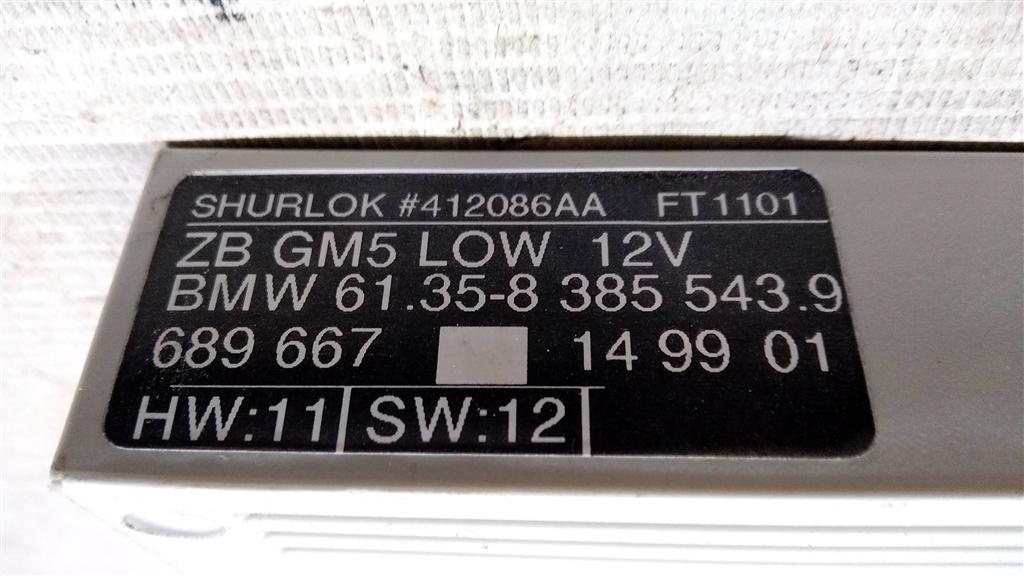 SHURLOK #412086AA FT1101
ZB GM5 LOW 12V
BMW 61.35-8 385 543.9
689 667 14 99 01
HW:11 SW:12